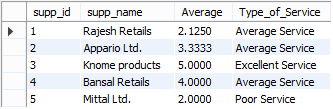 supp_id supp_name Average Type_of_Service
1 Rajesh Retails 2.1250 Average Service
2 Appario Ltd. 3.3333 Average Service
3 Knome products 5.0000 Excellent Service
4 Bansal Retails 4.0000 Average Service
5 Mittal Ltd. 2.0000 Poor Service